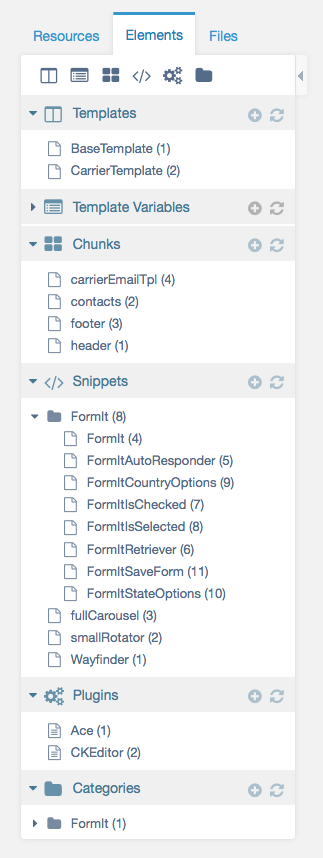 Resources Elements Files
Templates
BaseTemplate (1)
CarrierTemplate (2)
Template Variables
Chunks
carrierEmailTpl (4)
contacts (2)
footer (3)
header (1)
Snippets
FormIt (8)
FormIt (4)
FormItAutoResponder (5)
FormItCountryOptions (9)
FormItIsChecked (7)
FormItIsSelected (8)
FormItRetriever (6)
FormItSaveForm (11)
FormItStateOptions (10)
fullCarousel (3)
smallRotator (2)
Wayfinder (1)
Plugins
Ace (1)
CKEditor (2)
Categories
FormIt (1)